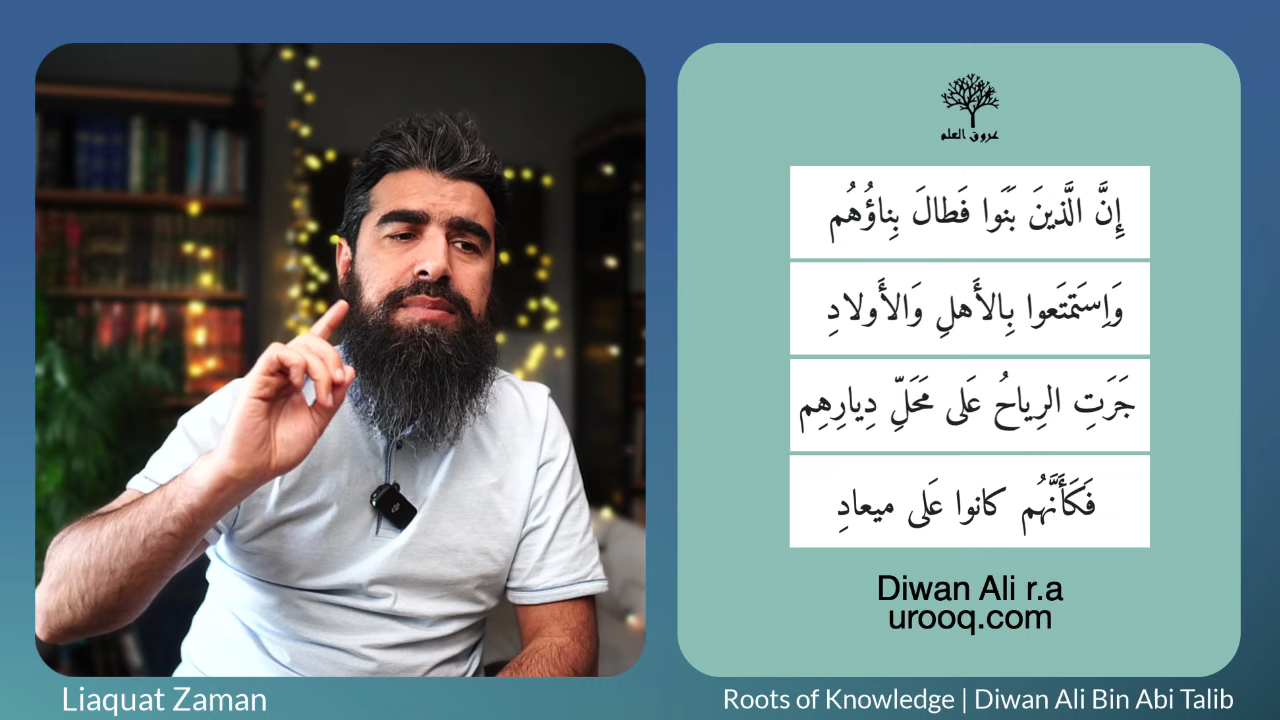 عروق العلم
إِنَّ الَّذينَ بَنَوا فَطالَ بِناؤُهُم
وَاِستَمتَعوا بِالأَهلِ وَالأَولادِ
جَرَتِ الرِياحُ عَلى مَحَلِّ دِيارِهِم
فَكَأَنَّهُم كانوا عَلى ميعادِ
Diwan Ali r.a
urooq.com
Liaquat Zaman
Roots of Knowledge | Diwan Ali Bin Abi Talib